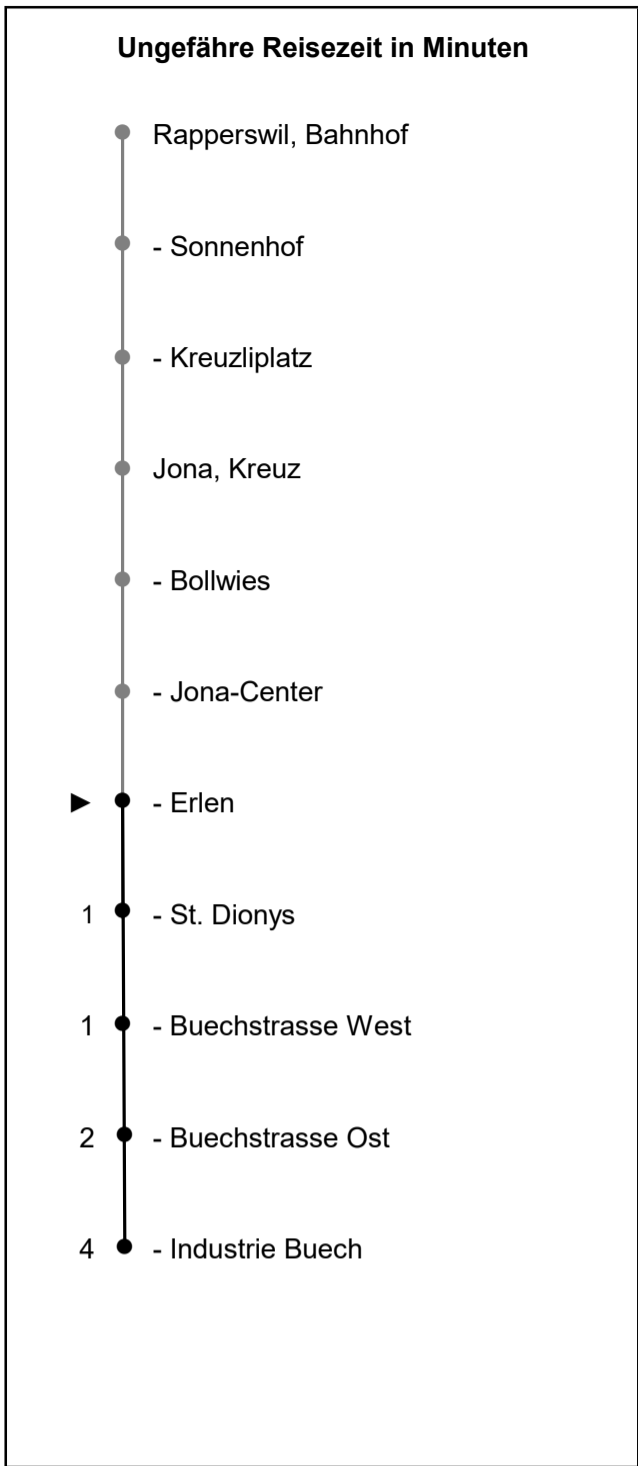 Ungefähre Reisezeit in Minuten
Rapperswil, Bahnhof
- Sonnenhof
- Kreuzliplatz
Jona, Kreuz
- Bollwies
- Jona-Center
► - Erlen
1 - St. Dionys
1 - Buechstrasse West
2 - Buechstrasse Ost
4 - Industrie Buech